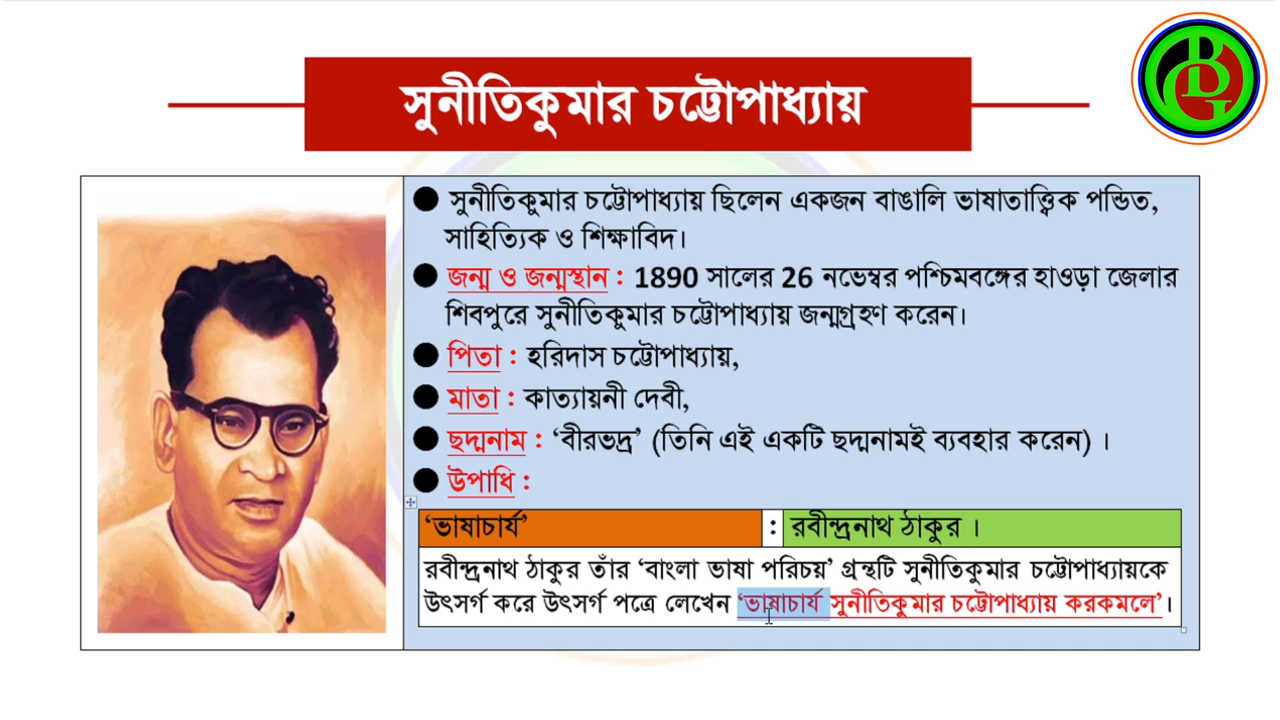 সুনীতিকুমার চট্টোপাধ্যায়
● সুনীতিকুমার চট্টোপাধ্যায় ছিলেন একজন বাঙালি ভাষাতাত্ত্বিক পন্ডিত,
সাহিত্যিক ও শিক্ষাবিদ।
● জন্ম ও জন্মস্থান : 1890 সালের 26 নভেম্বর পশ্চিমবঙ্গের হাওড়া জেলার
শিবপুরে সুনীতিকুমার চট্টোপাধ্যায় জন্মগ্রহণ করেন।
● পিতা : হরিদাস চট্টোপাধ্যায়,
● মাতা : কাত্যায়নী দেবী,
● ছদ্মনাম : ‘বীরভদ্র’ (তিনি এই একটি ছদ্মনামই ব্যবহার করেন) ।
● উপাধি :
‘ভাষাচার্য’ : রবীন্দ্রনাথ ঠাকুর ।
রবীন্দ্রনাথ ঠাকুর তাঁর ‘বাংলা ভাষা পরিচয়’ গ্রন্থটি সুনীতিকুমার চট্টোপাধ্যায়কে
উৎসর্গ করে উৎসর্গ পত্রে লেখেন ‘ভাষাচার্য সুনীতিকুমার চট্টোপাধ্যায় করকমলে’।